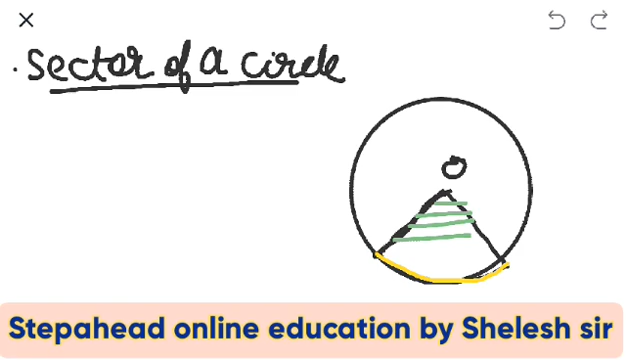 . Sector of a circle
O
Stepahead online education by Shelesh sir